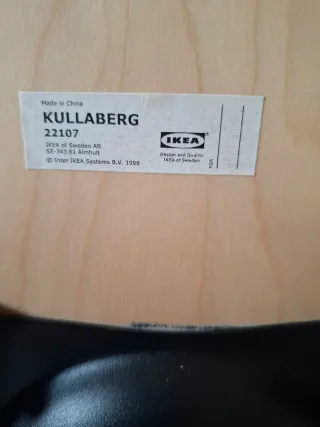 Made in China
KULLABERG
22107
IKEA of Sweden AB
SE-343 81 Älmhult
© Inter IKEA Systems B.V. 1999
IKEA
Design and Quality
IKEA of Sweden